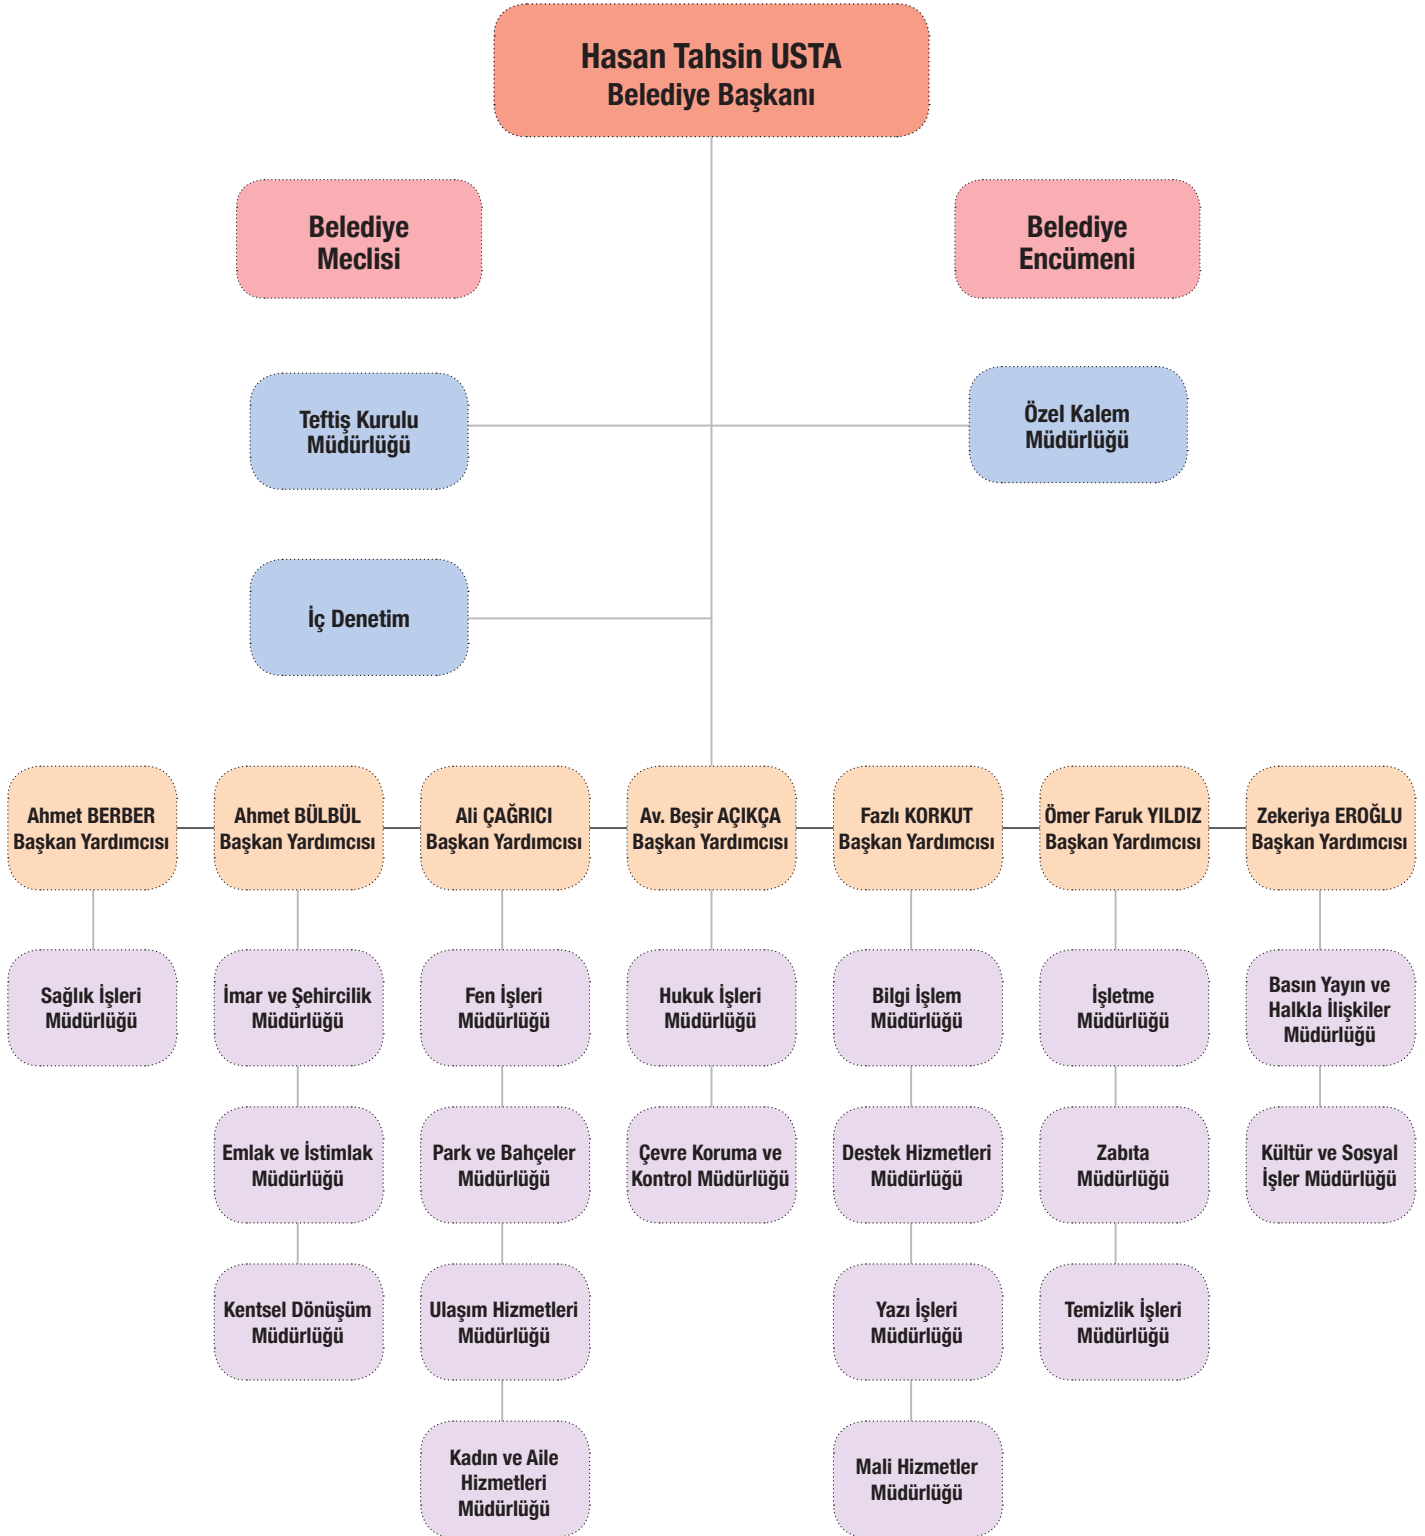 Hasan Tahsin USTA
Belediye Başkanı
Belediye
Meclisi
Belediye
Encümeni
Teftiş Kurulu
Müdürlüğü
Özel Kalem
Müdürlüğü
İç Denetim
Ahmet BERBER
Başkan Yardımcısı
Ahmet BÜLBÜL
Başkan Yardımcısı
Ali ÇAĞRICI
Başkan Yardımcısı
Av. Beşir AÇIKÇA
Başkan Yardımcısı
Fazlı KORKUT
Başkan Yardımcısı
Ömer Faruk YILDIZ
Başkan Yardımcısı
Zekeriya EROĞLU
Başkan Yardımcısı
Sağlık İşleri
Müdürlüğü
İmar ve Şehircilik
Müdürlüğü
Fen İşleri
Müdürlüğü
Hukuk İşleri
Müdürlüğü
Bilgi İşlem
Müdürlüğü
İşletme
Müdürlüğü
Basın Yayın ve
Halkla İlişkiler
Müdürlüğü
Emlak ve İstimlak
Müdürlüğü
Park ve Bahçeler
Müdürlüğü
Çevre Koruma ve
Kontrol Müdürlüğü
Destek Hizmetleri
Müdürlüğü
Zabıta
Müdürlüğü
Kültür ve Sosyal
İşler Müdürlüğü
Kentsel Dönüşüm
Müdürlüğü
Ulaşım Hizmetleri
Müdürlüğü
Yazı İşleri
Müdürlüğü
Temizlik İşleri
Müdürlüğü
Kadın ve Aile
Hizmetleri
Müdürlüğü
Mali Hizmetler
Müdürlüğü